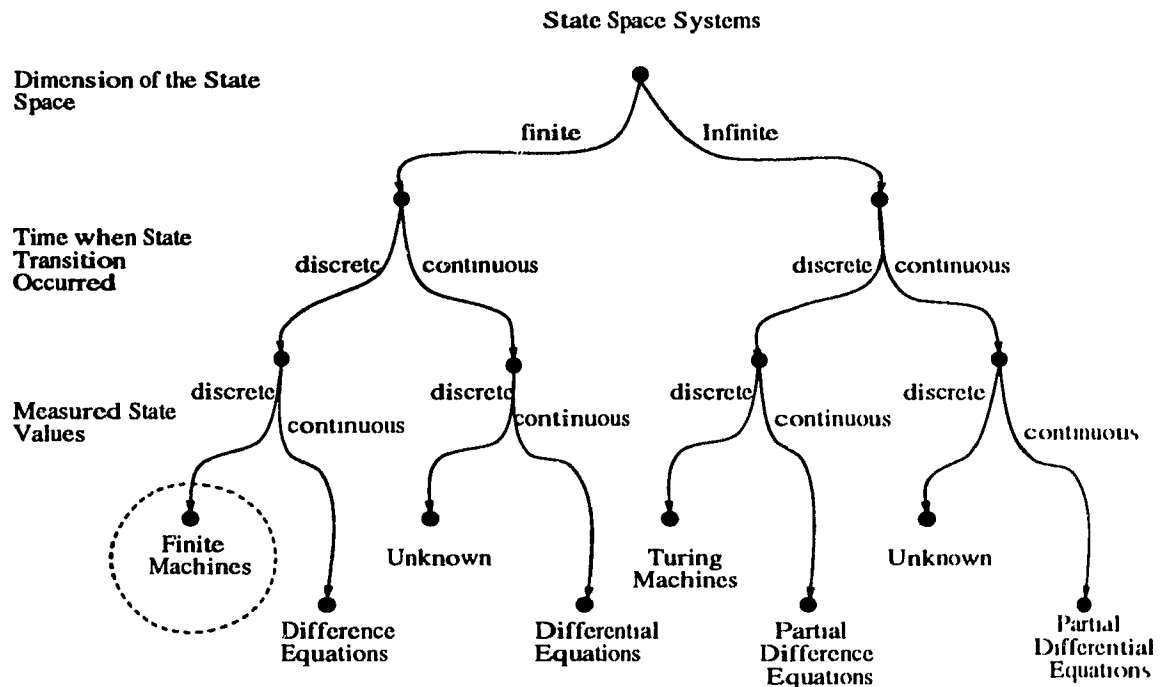 State Space Systems
Dimension of the State
Space
finite
Infinite
Time when State
Transition
Occurred
discrete
continuous
discrete
continuous
Measured State
Values
discrete
continuous
discrete
continuous
discrete
continuous
discrete
continuous
Finite
Machines
Unknown
Turing
Machines
Unknown
Difference
Equations
Differential
Equations
Partial
Difference
Equations
Partial
Differential
Equations